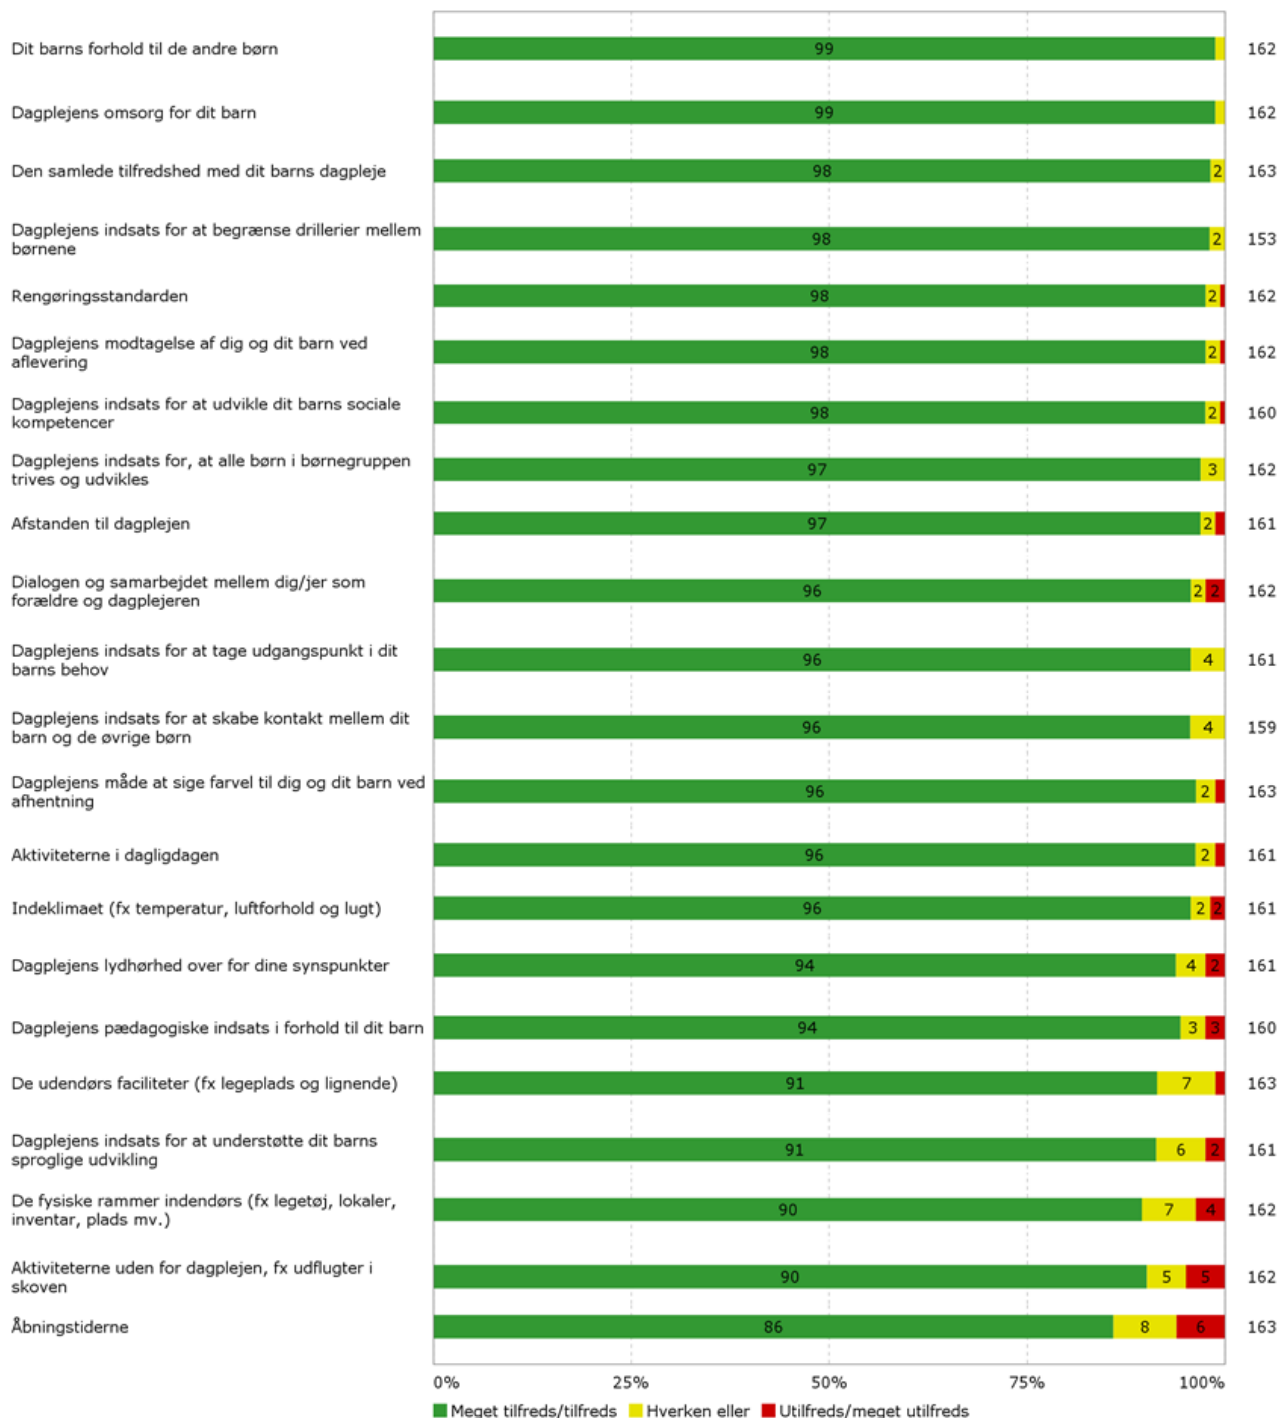 Dit barns forhold til de andre børn 99 162
Dagplejens omsorg for dit barn 99 162
Den samlede tilfredshed med dit barns dagpleje 98 2 163
Dagplejens indsats for at begrænse drillerier mellem
børnene 98 2 153
Rengøringsstandarden 98 2 162
Dagplejens modtagelse af dig og dit barn ved
aflevering 98 2 162
Dagplejens indsats for at udvikle dit barns sociale
kompetencer 98 2 160
Dagplejens indsats for, at alle børn i børnegruppen
trives og udvikles 97 3 162
Afstanden til dagplejen 97 2 161
Dialogen og samarbejdet mellem dig/jer som
forældre og dagplejeren 96 2 2 162
Dagplejens indsats for at tage udgangspunkt i dit
barns behov 96 4 161
Dagplejens indsats for at skabe kontakt mellem dit
barn og de øvrige børn 96 4 159
Dagplejens måde at sige farvel til dig og dit barn ved
afhentning 96 2 163
Aktiviteterne i dagligdagen 96 2 161
Indeklimaet (fx temperatur, luftforhold og lugt) 96 2 2 161
Dagplejens lydhørhed over for dine synspunkter 94 4 2 161
Dagplejens pædagogiske indsats i forhold til dit barn 94 3 3 160
De udendørs faciliteter (fx legeplads og lignende) 91 7 163
Dagplejens indsats for at understøtte dit barns
sproglige udvikling 91 6 2 161
De fysiske rammer indendørs (fx legetøj, lokaler,
inventar, plads mv.) 90 7 4 162
Aktiviteterne uden for dagplejen, fx udflugter i
skoven 90 5 5 162
Åbningstiderne 86 8 6 163
0% 25% 50% 75% 100%
Meget tilfreds/tilfreds Hverken eller Utilfreds/meget utilfreds